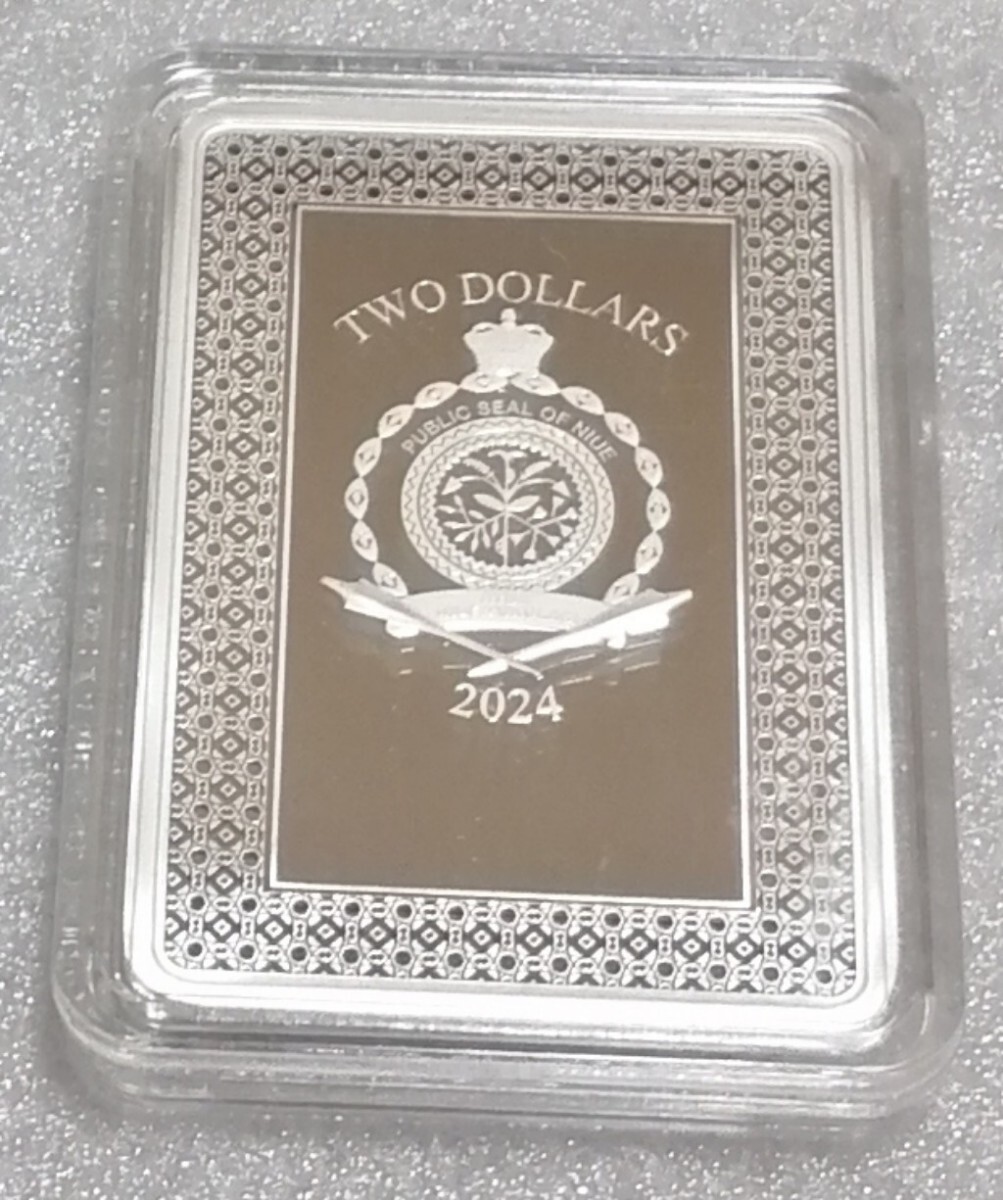 TWO DOLLARS
PUBLIC SEAL OF NIUE
2024